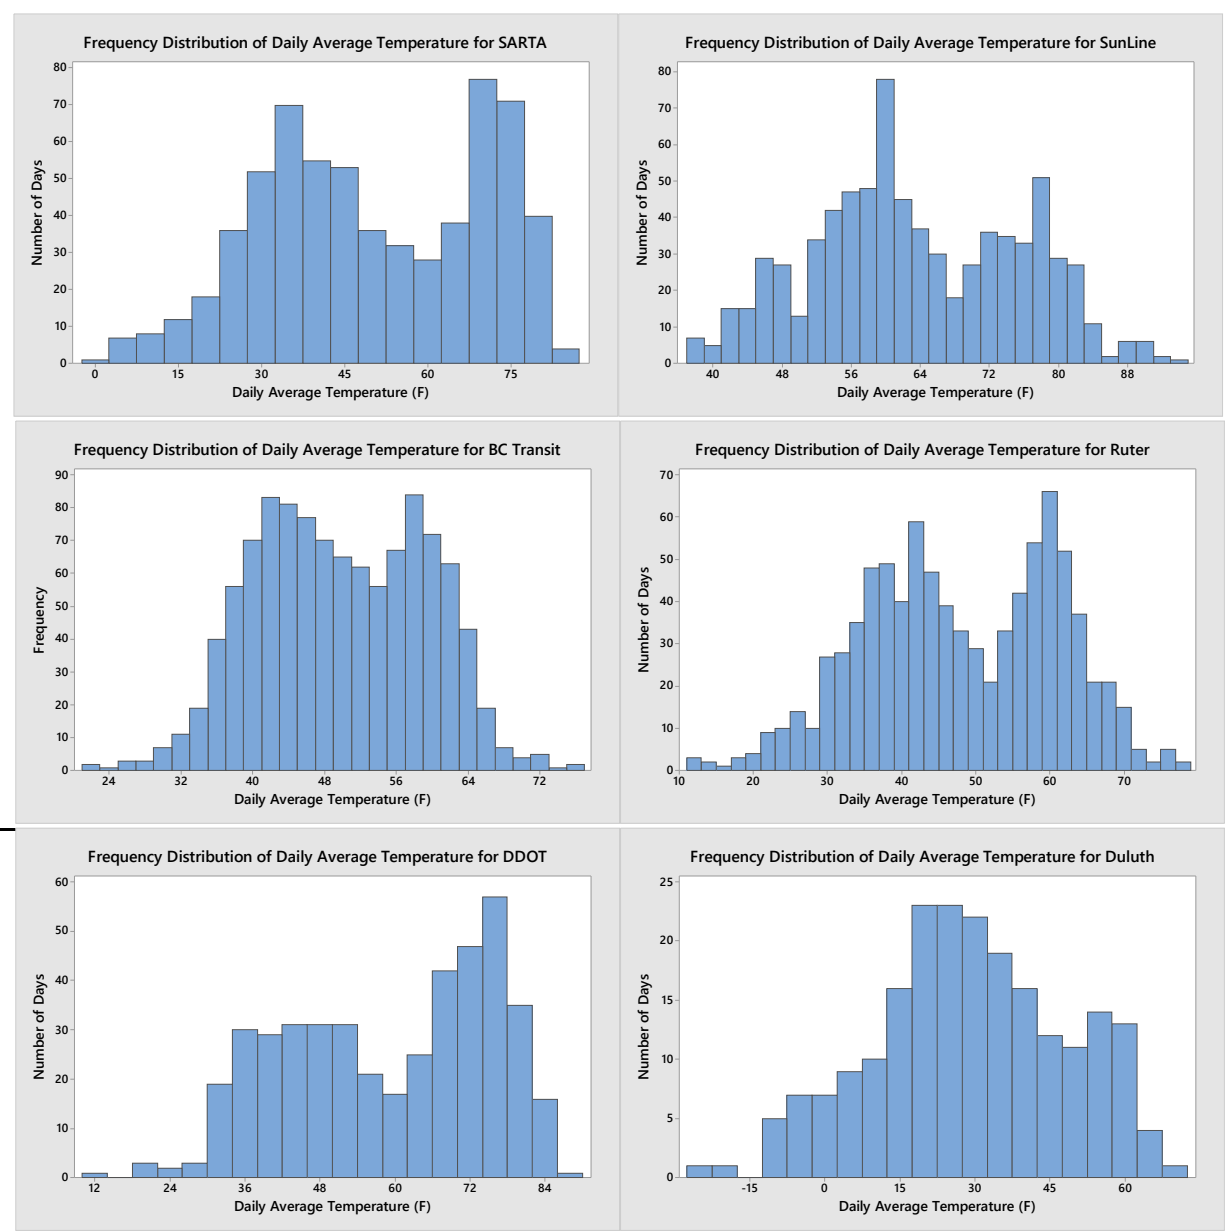 Frequency Distribution of Daily Average Temperature for SARTA
80
70
60
50
40
30
20
10
0
Number of Days
0 15 30 45 60 75
Daily Average Temperature (F)
Frequency Distribution of Daily Average Temperature for SunLine
80
70
60
50
40
30
20
10
0
Number of Days
40 48 56 64 72 80 88
Daily Average Temperature (F)
Frequency Distribution of Daily Average Temperature for BC Transit
90
80
70
60
50
40
30
20
10
0
Frequency
24 32 40 48 56 64 72
Daily Average Temperature (F)
Frequency Distribution of Daily Average Temperature for Ruter
70
60
50
40
30
20
10
0
Number of Days
10 20 30 40 50 60 70
Daily Average Temperature (F)
Frequency Distribution of Daily Average Temperature for DDOT
60
50
40
30
20
10
0
Number of Days
12 24 36 48 60 72 84
Daily Average Temperature (F)
Frequency Distribution of Daily Average Temperature for Duluth
25
20
15
10
5
0
Number of Days
-15 0 15 30 45 60
Daily Average Temperature (F)